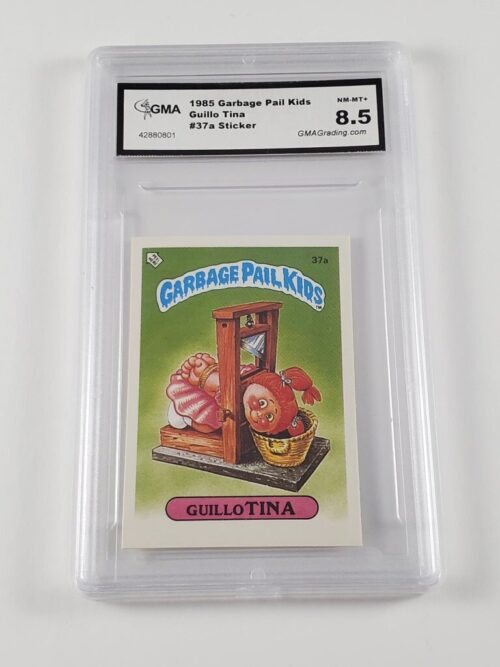 GMA
42880801
1985 Garbage Pail Kids
Guillo Tina
#37a Sticker
NM-MT+
8.5
GMAGrading.com
37a
GARBAGE PAIL KIDS
TM
GUILLOTINA